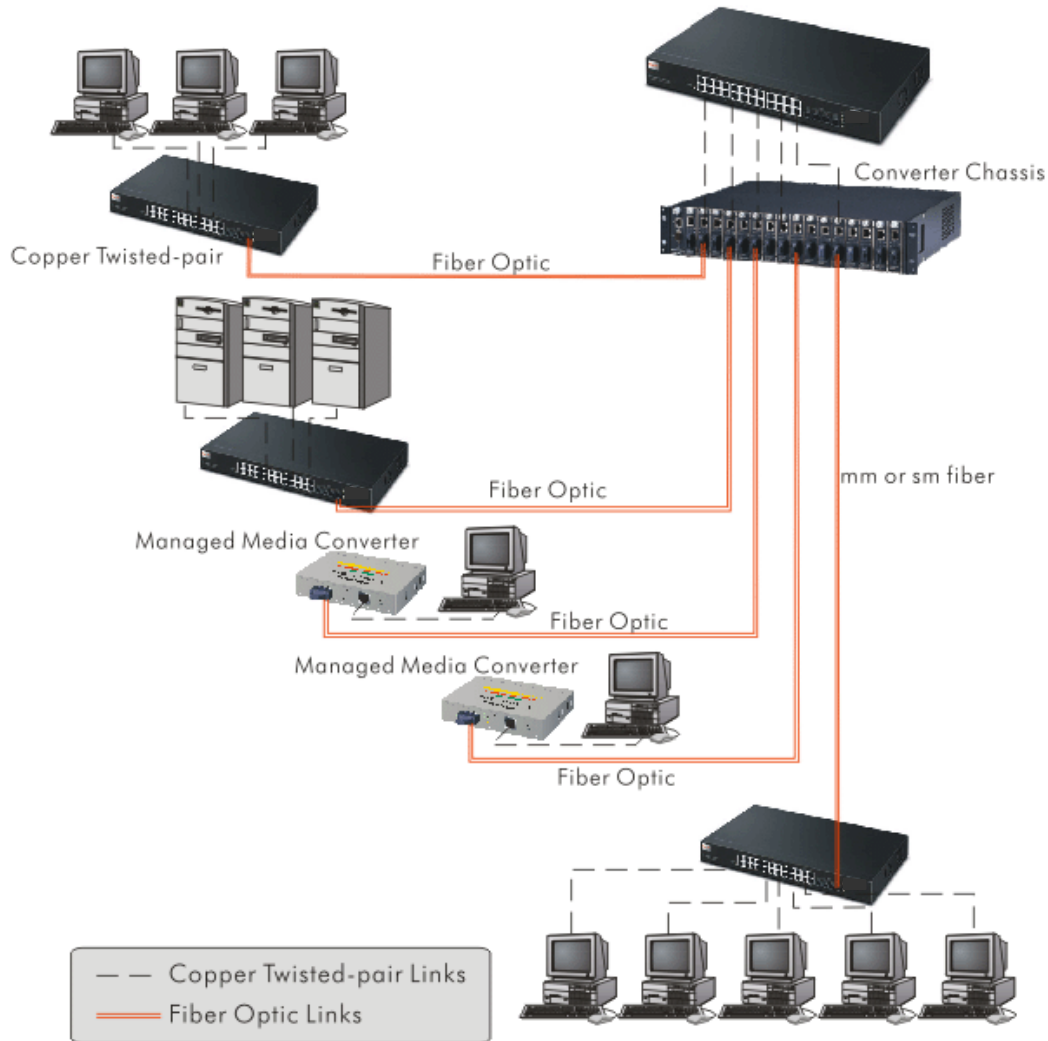 Converter Chassis
Copper Twisted-pair
Fiber Optic
Fiber Optic
mm or sm fiber
Managed Media Converter
Fiber Optic
Managed Media Converter
Fiber Optic
Copper Twisted-pair Links
Fiber Optic Links